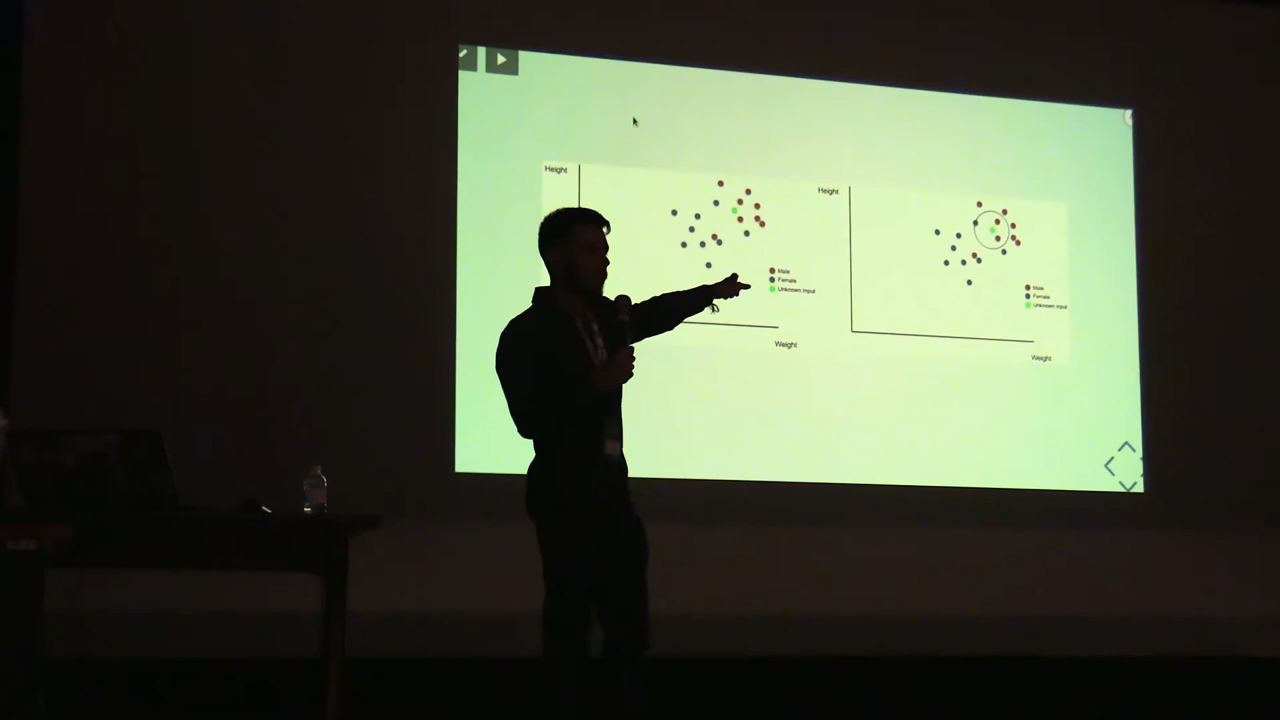 Height
Male
Female
Unknown input
Weight
Height
Male
Female
Unknown input
Weight